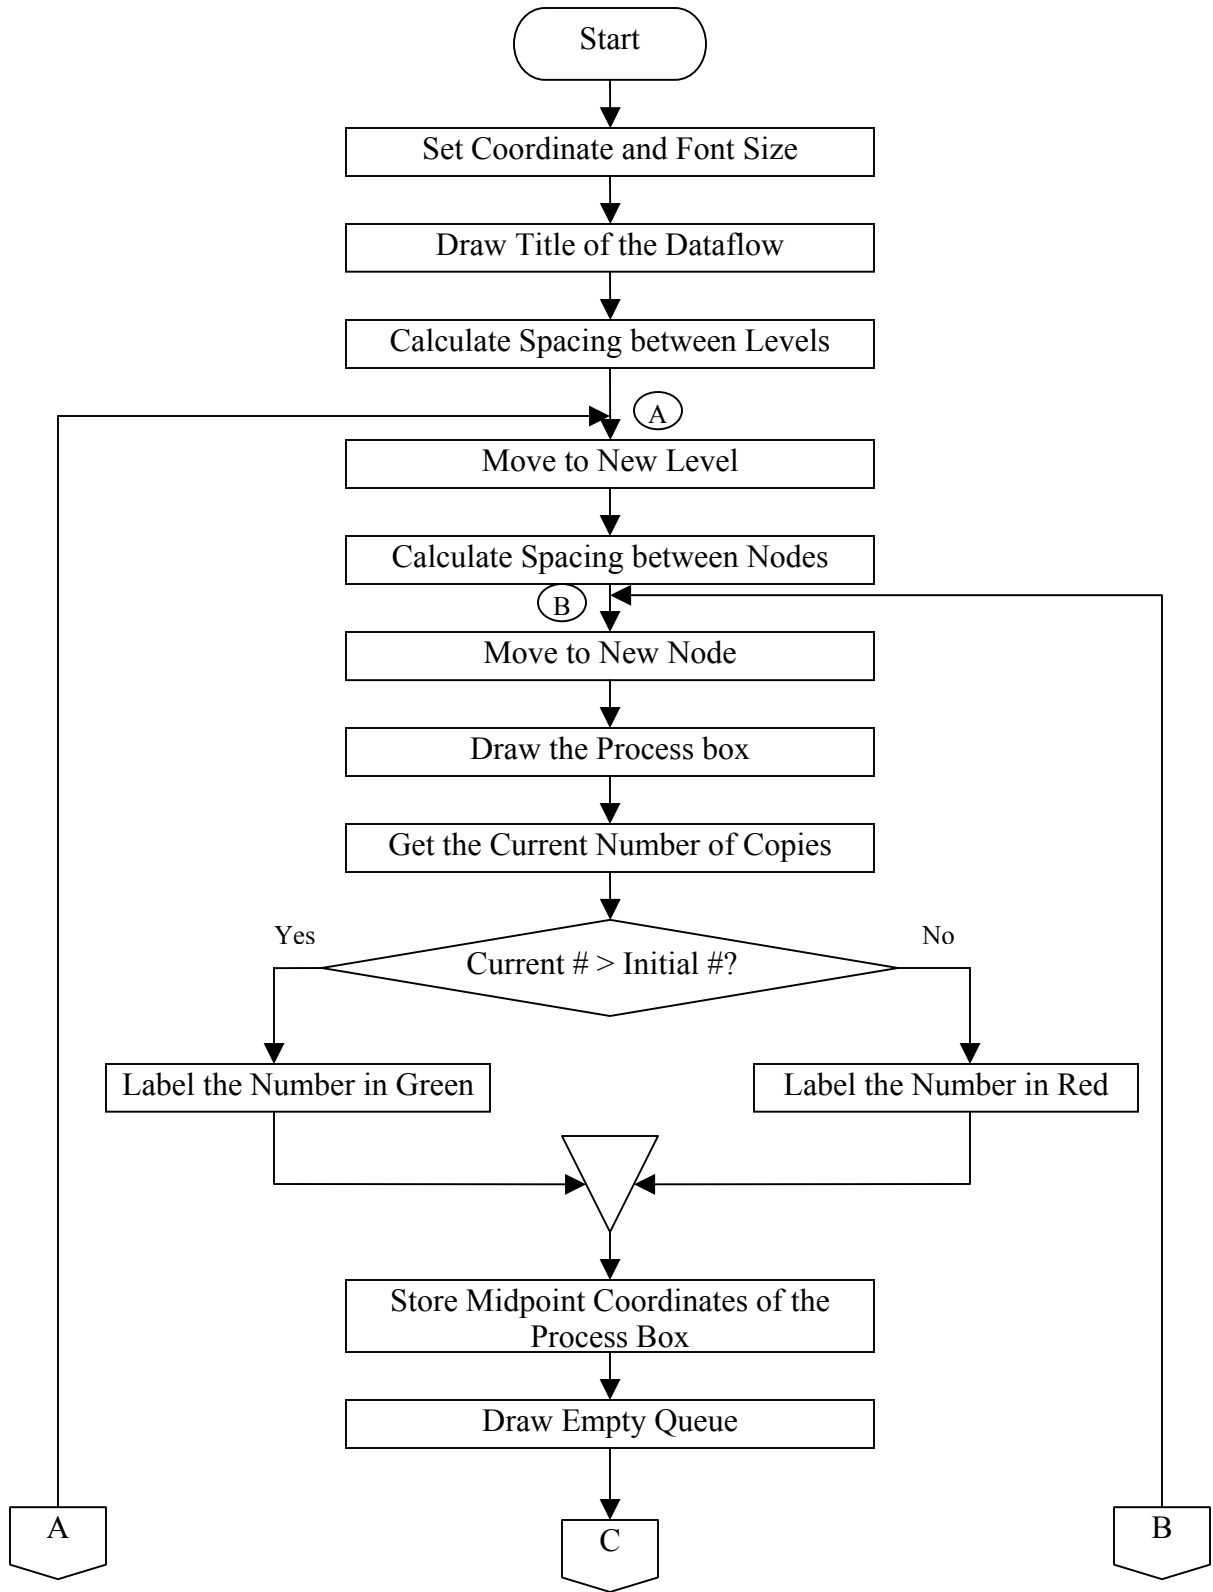 Start
Set Coordinate and Font Size
Draw Title of the Dataflow
Calculate Spacing between Levels
A
Move to New Level
Calculate Spacing between Nodes
B
Move to New Node
Draw the Process box
Get the Current Number of Copies
Yes
No
Current # > Initial #?
Label the Number in Green
Label the Number in Red
Store Midpoint Coordinates of the
Process Box
Draw Empty Queue
A
C
B